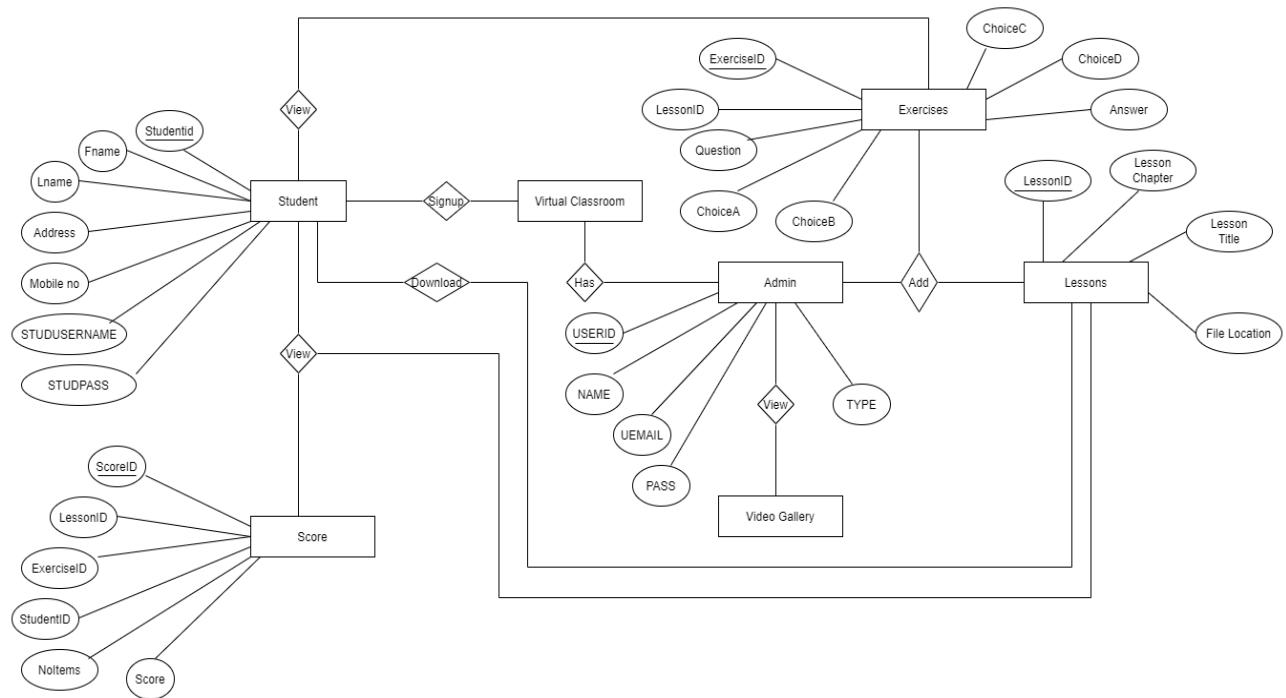 ChoiceC
ExerciseID
ChoiceD
View
LessonID
Exercises
Answer
Studentid
Fname
Question
Lesson
Chapter
Lname
LessonID
Student
Signup
Virtual Classroom
ChoiceA
ChoiceB
Address
Lesson
Title
Mobile no
Download
Has
Admin
Add
Lessons
STUDUSERNAME
USERID
File Location
View
STUDPASS
NAME
View
TYPE
UEMAIL
ScoreID
PASS
LessonID
Video Gallery
Score
ExerciseID
StudentID
NoItems
Score